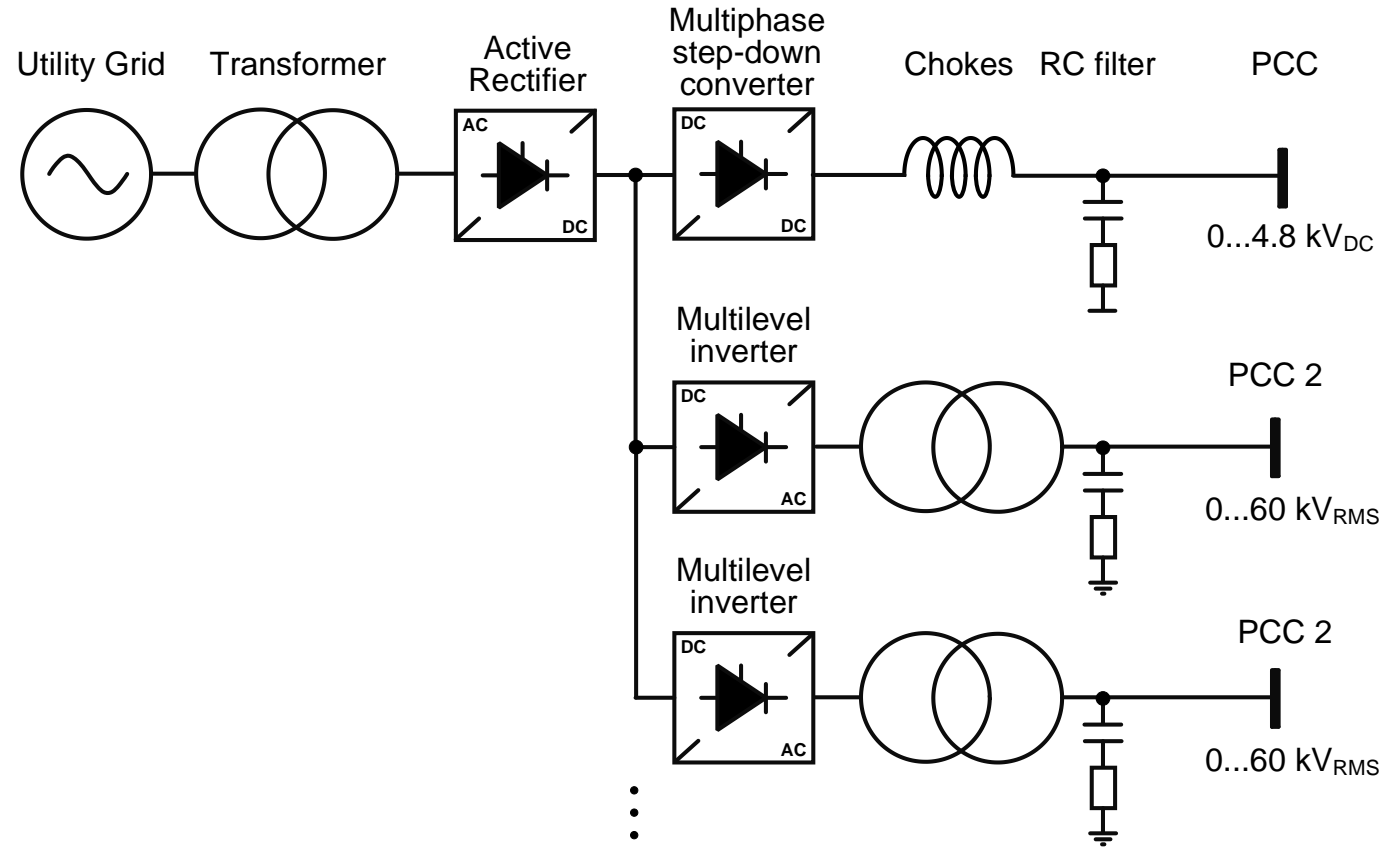 Utility Grid
Transformer
Active
Rectifier
Multiphase
step-down
converter
Chokes
RC filter
PCC
AC
DC
DC
DC
0...4.8 kVDC
Multilevel
inverter
PCC 2
DC
AC
0...60 kVRMS
Multilevel
inverter
PCC 2
DC
AC
0...60 kVRMS